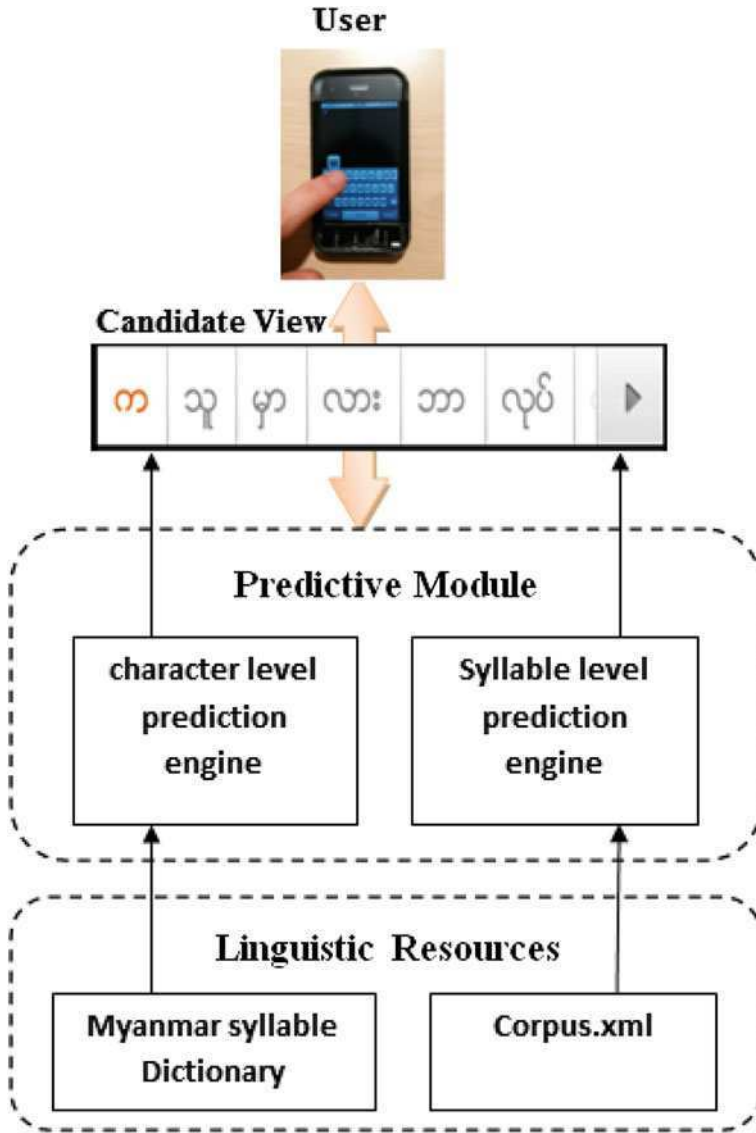 User
Candidate View
က သူ မှာ လား ဘာ လုပ်
Predictive Module
character level
prediction
engine
Syllable level
prediction
engine
Linguistic Resources
Myanmar syllable
Dictionary
Corpus.xml